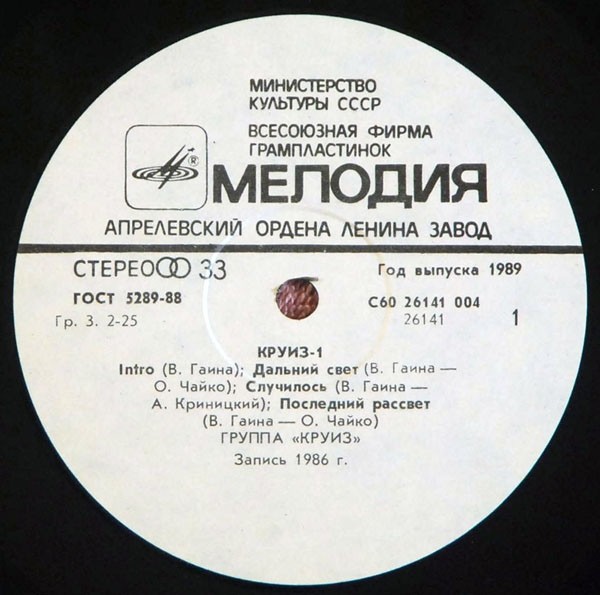 МИНИСТЕРСТВО
КУЛЬТУРЫ СССР
ВСЕСОЮЗНАЯ ФИРМА
ГРАМПЛАСТИНОК
®
МЕЛОДИЯ
АПРЕЛЕВСКИЙ ОРДЕНА ЛЕНИНА ЗАВОД
СТЕРЕО 33
Год выпуска 1989
ГОСТ 5289-88
С60 26141 004
Гр. 3. 2-25
26141
1
КРУИЗ-1
Intro (В. Гаина); Дальний свет (В. Гаина —
О. Чайко); Случилось (В. Гаина —
А. Криницкий); Последний рассвет
(В. Гаина — О. Чайко)
ГРУППА «КРУИЗ»
Запись 1986 г.